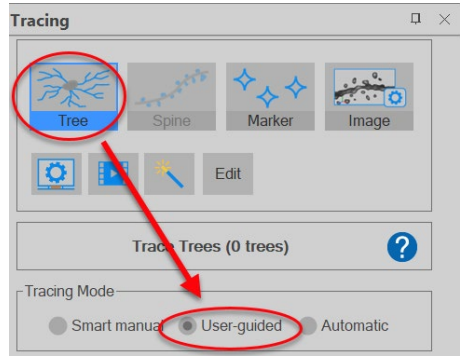 Tracing
Tree Spine Marker Image
Edit
Trace Trees (0 trees)
?
Tracing Mode
Smart manual User-guided Automatic